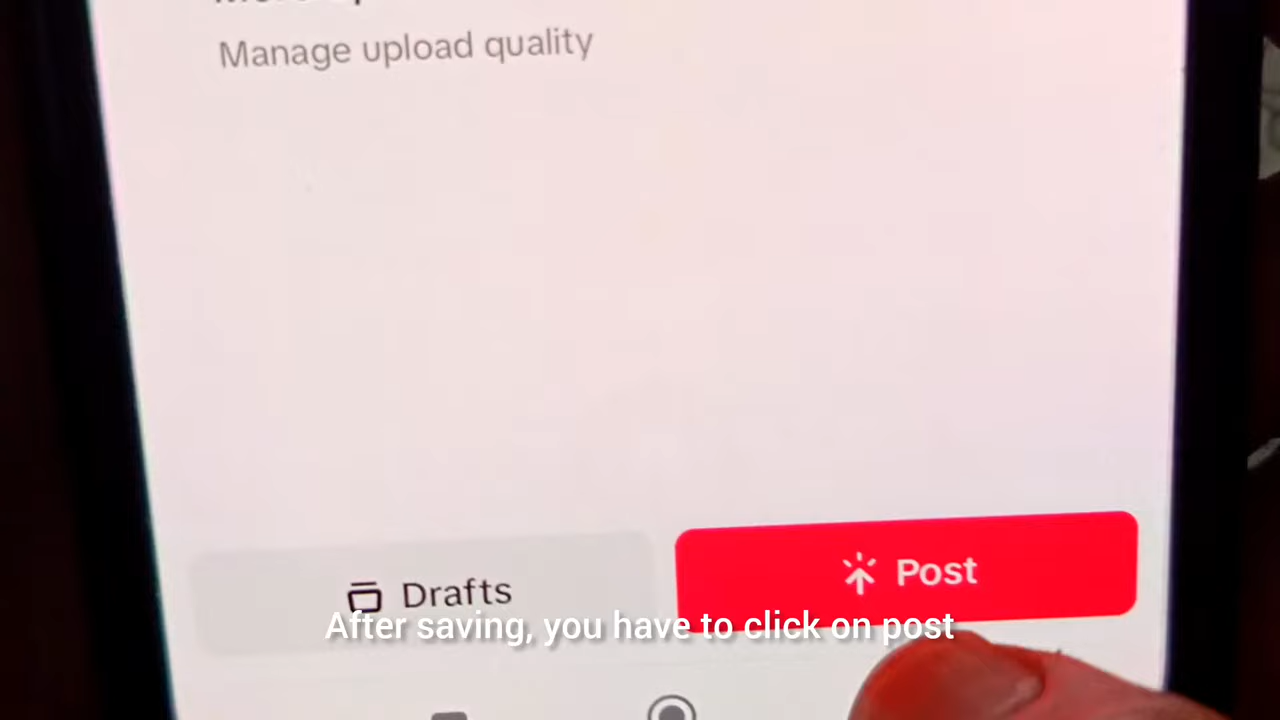 Manage upload quality
Drafts
Post
After saving, you have to click on post